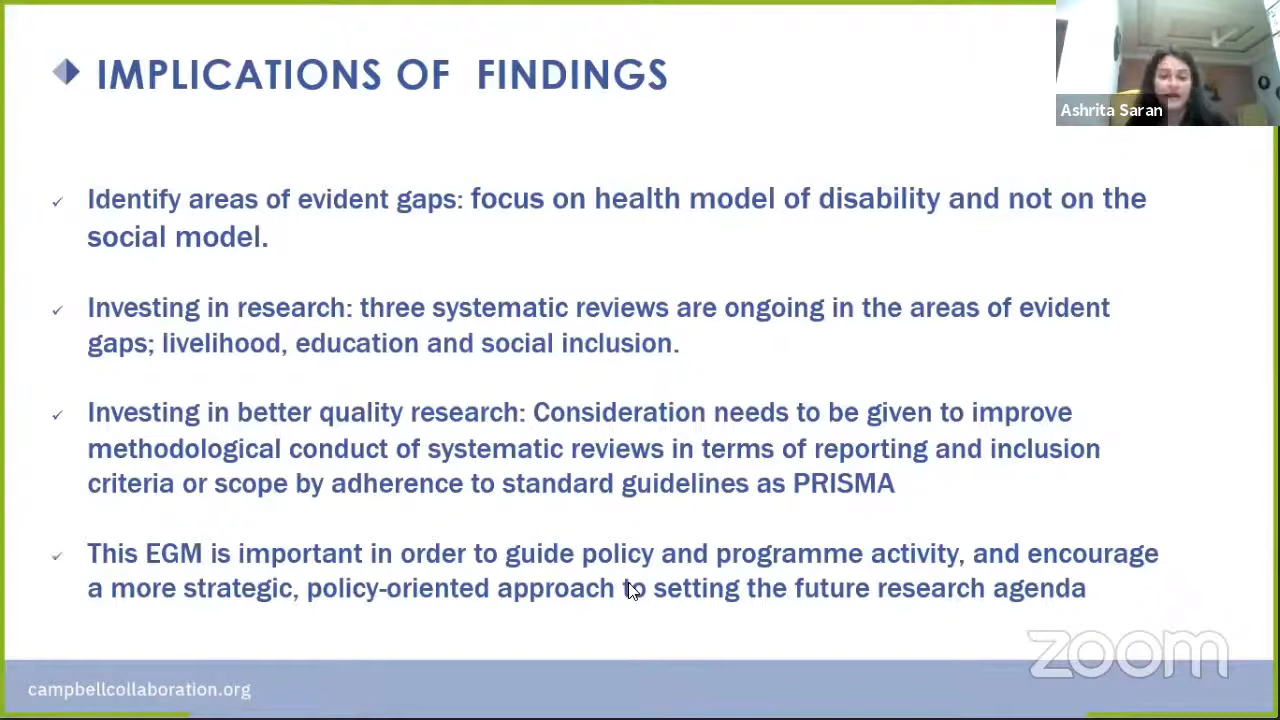 IMPLICATIONS OF FINDINGS
Ashrita Saran
Identify areas of evident gaps: focus on health model of disability and not on the
social model.
Investing in research: three systematic reviews are ongoing in the areas of evident
gaps; livelihood, education and social inclusion.
Investing in better quality research: Consideration needs to be given to improve
methodological conduct of systematic reviews in terms of reporting and inclusion
criteria or scope by adherence to standard guidelines as PRISMA
This EGM is important in order to guide policy and programme activity, and encourage
a more strategic, policy-oriented approach to setting the future research agenda
zoom
campbellcollaboration.org